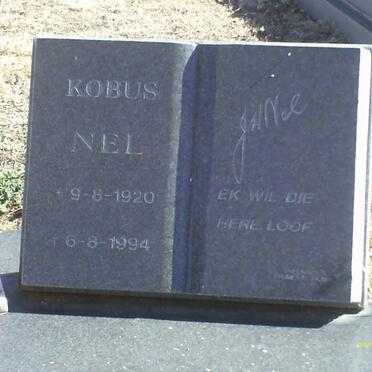 KOBUS
NEL
* 9-8-1920
† 6-8-1994
J H Nel
EK WIL DIE
HERE LOOF